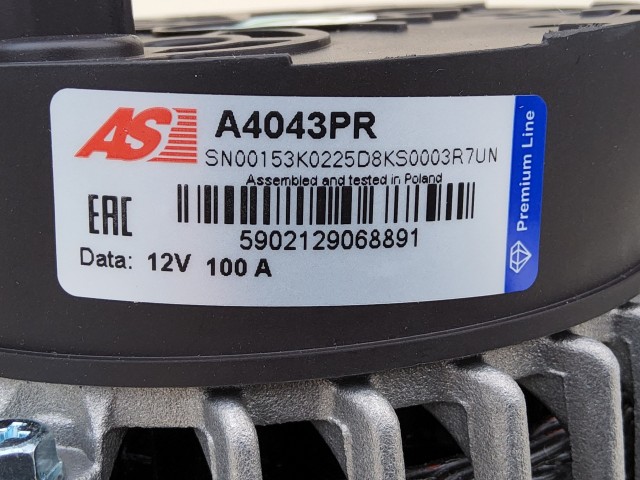 AS
A4043PR
SN00153K0225D8KS0003R7UN
Assembled and tested in Poland
EAC
5902129068891
Data: 12V 100 A
Premium Line